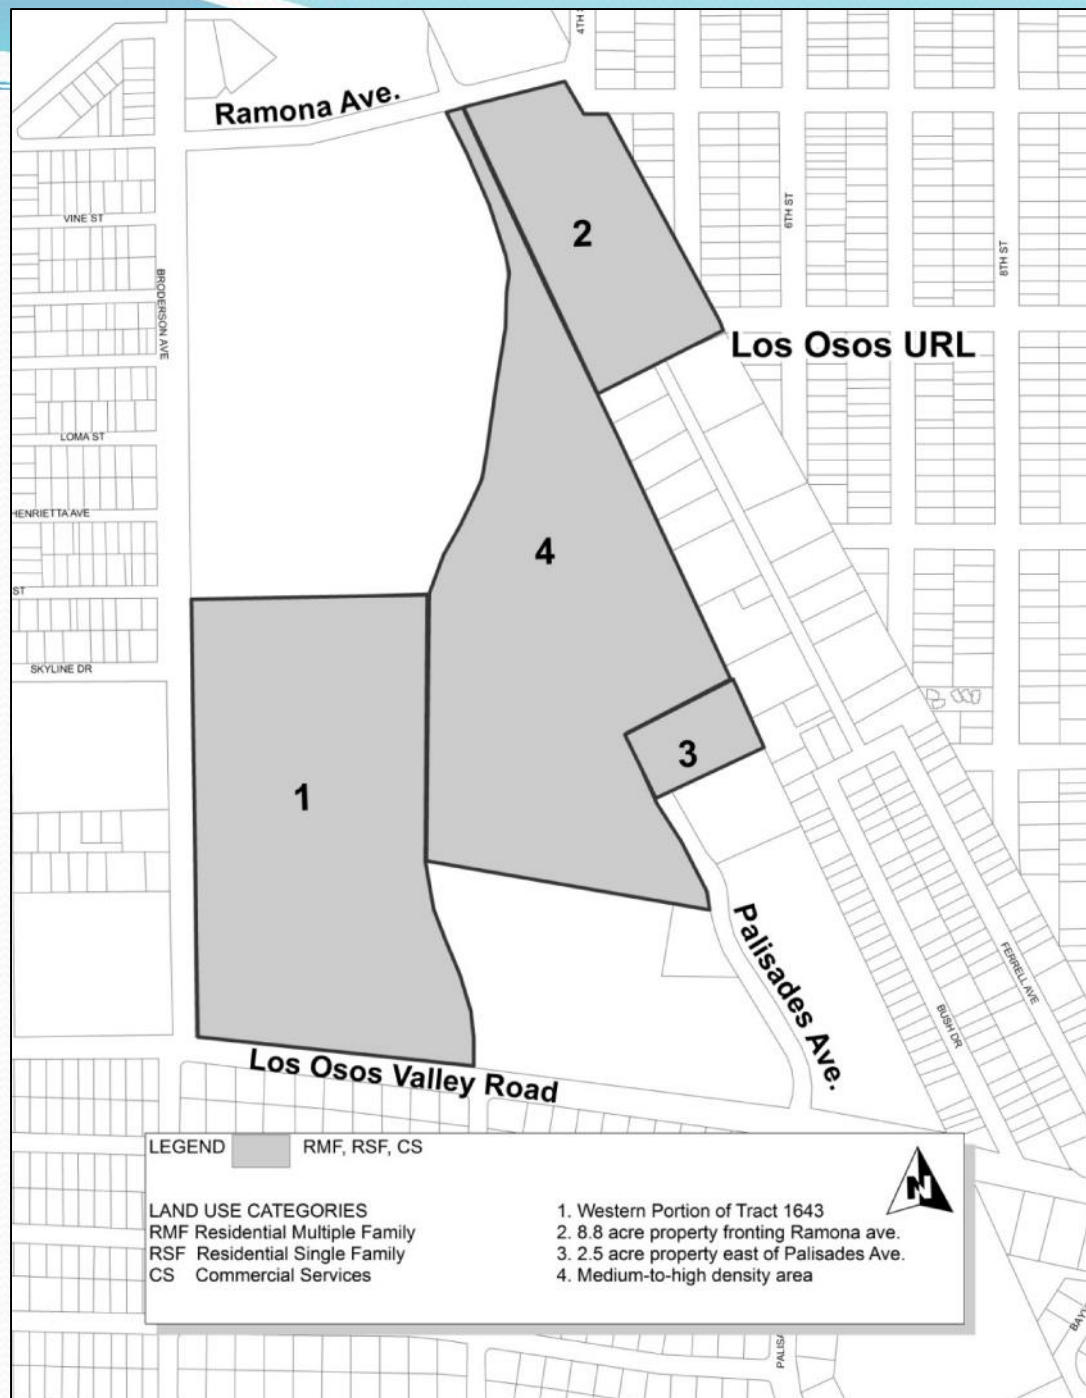 4TH S
Ramona Ave.
2
6TH ST
8TH ST
VINE ST
BRODERSON AVE
Los Osos URL
LOMA ST
HENRIETTA AVE
4
ST
SKYLINE DR
3
1
Palisades Ave.
FERRELL AVE
BUSH DR
Los Osos Valley Road
LEGEND RMF, RSF, CS
N
LAND USE CATEGORIES
RMF Residential Multiple Family
RSF Residential Single Family
CS Commercial Services
1. Western Portion of Tract 1643
2. 8.8 acre property fronting Ramona ave.
3. 2.5 acre property east of Palisades Ave.
4. Medium-to-high density area
PALISA